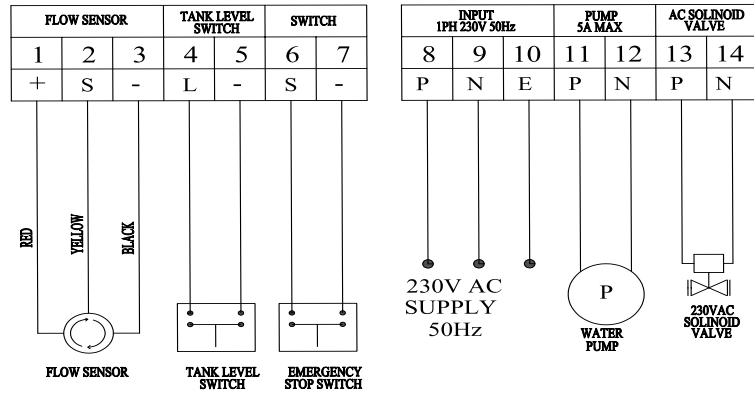 FLOW SENSOR
TANK LEVEL
SWITCH
SWITCH
INPUT
1PH 230V 50Hz
PUMP
5A MAX
AC SOLINOID
VALVE
1 2 3 4 5 6 7
8 9 10 11 12 13 14
+ S - L - S -
P N E P N P N
RED
YELLOW
BLACK
230V AC
SUPPLY
50Hz
P
WATER
PUMP
230VAC
SOLINOID
VALVE
FLOW SENSOR
TANK LEVEL
SWITCH
EMERGENCY
STOP SWITCH